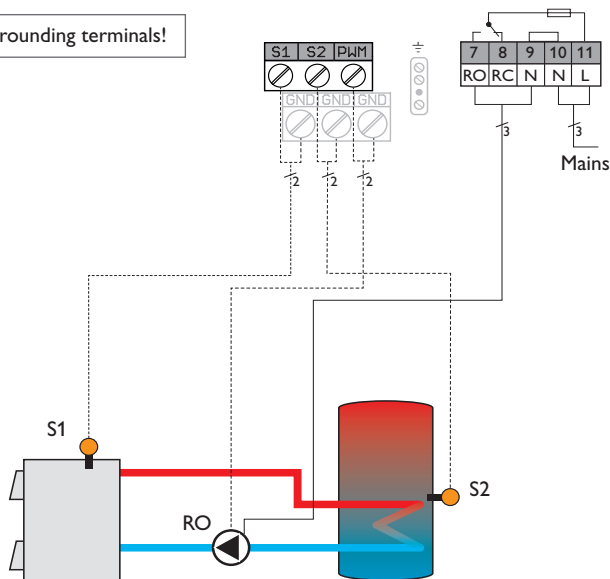 rounding terminals!
S1 S2 PWM
GND GND GND
7 8 9 10 11
RO RC N N L
2 2 2
3 3
Mains
S1
S2
RO